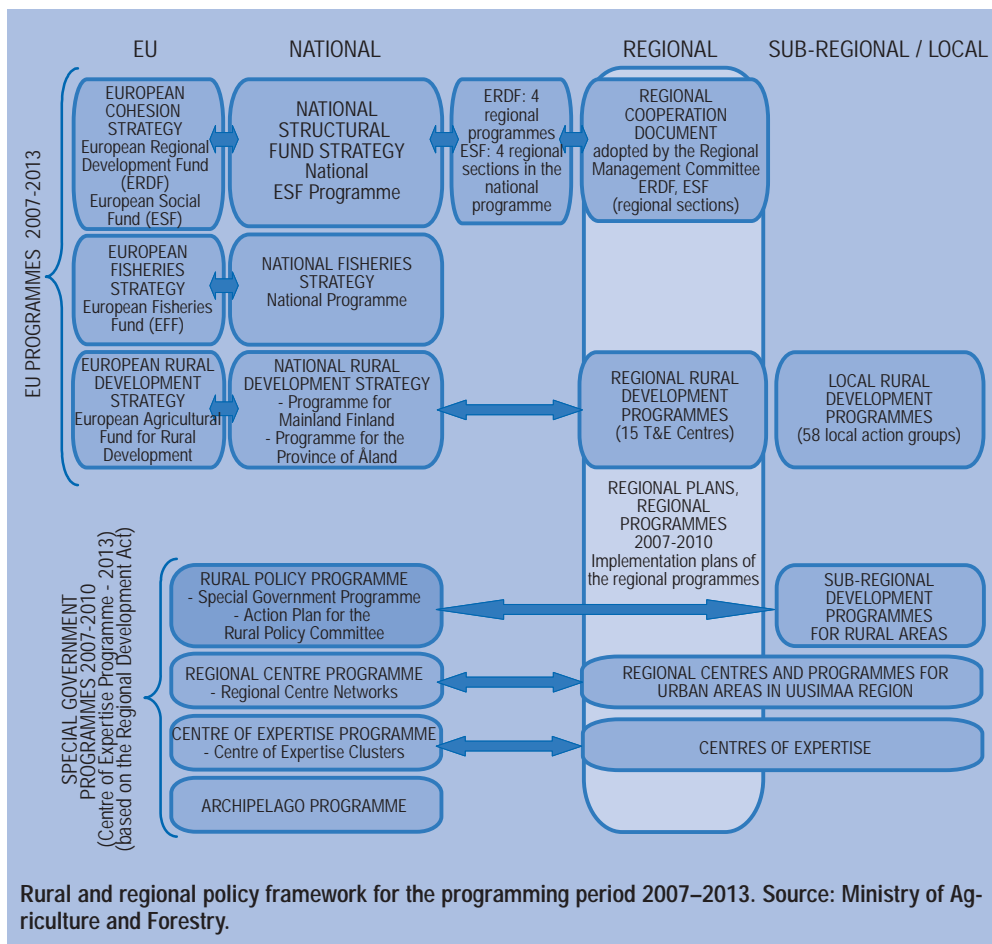 EU
NATIONAL
REGIONAL
SUB-REGIONAL / LOCAL
EU PROGRAMMES 2007-2013
EUROPEAN
COHESION
STRATEGY
European Regional
Development Fund
(ERDF)
European Social
Fund (ESF)
NATIONAL
STRUCTURAL
FUND STRATEGY
National
ESF Programme
ERDF: 4
regional
programmes
ESF: 4 regional
sections in the
national
programme
REGIONAL
COOPERATION
DOCUMENT
adopted by the Regional
Management Committee
ERDF, ESF
(regional sections)
EUROPEAN
FISHERIES
STRATEGY
European Fisheries
Fund (EFF)
NATIONAL FISHERIES
STRATEGY
National Programme
EUROPEAN RURAL
DEVELOPMENT
STRATEGY
European Agricultural
Fund for Rural
Development
NATIONAL RURAL
DEVELOPMENT STRATEGY
- Programme for
Mainland Finland
- Programme for the
Province of Åland
REGIONAL RURAL
DEVELOPMENT
PROGRAMMES
(15 T&E Centres)
LOCAL RURAL
DEVELOPMENT
PROGRAMMES
(58 local action groups)
REGIONAL PLANS,
REGIONAL
PROGRAMMES
2007-2010
Implementation plans of
the regional programmes
SPECIAL GOVERNMENT
PROGRAMMES 2007-2010
(Centre of Expertise Programme - 2013)
(based on the Regional Development Act)
RURAL POLICY PROGRAMME
- Special Government Programme
- Action Plan for the
Rural Policy Committee
SUB-REGIONAL
DEVELOPMENT
PROGRAMMES
FOR RURAL AREAS
REGIONAL CENTRE PROGRAMME
- Regional Centre Networks
REGIONAL CENTRES AND PROGRAMMES FOR
URBAN AREAS IN UUSIMAA REGION
CENTRE OF EXPERTISE PROGRAMME
- Centre of Expertise Clusters
CENTRES OF EXPERTISE
ARCHIPELAGO PROGRAMME
Rural and regional policy framework for the programming period 2007–2013. Source: Ministry of Ag-
riculture and Forestry.